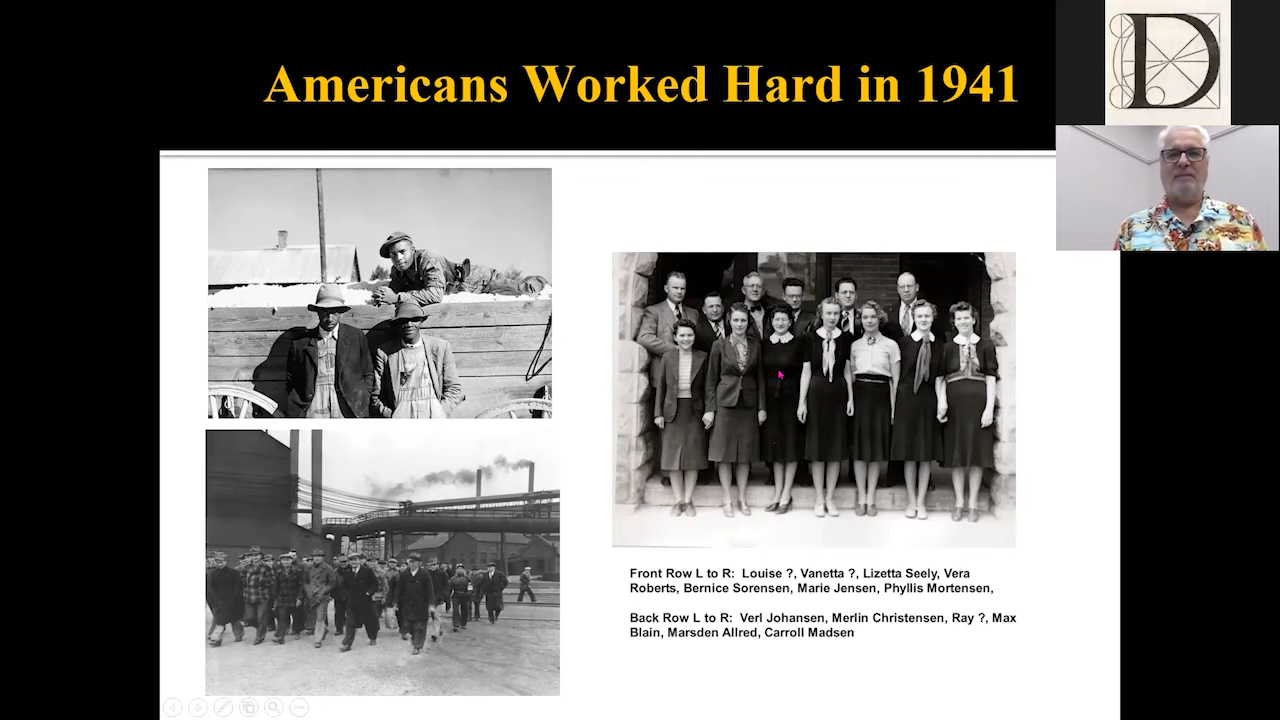 Americans Worked Hard in 1941
D
Front Row L to R:  Louise ?, Vanetta ?, Lizetta Seely, Vera
Roberts, Bernice Sorensen, Marie Jensen, Phyllis Mortensen,
Back Row L to R:  Verl Johansen, Merlin Christensen, Ray ?, Max
Blain, Marsden Allred, Carroll Madsen